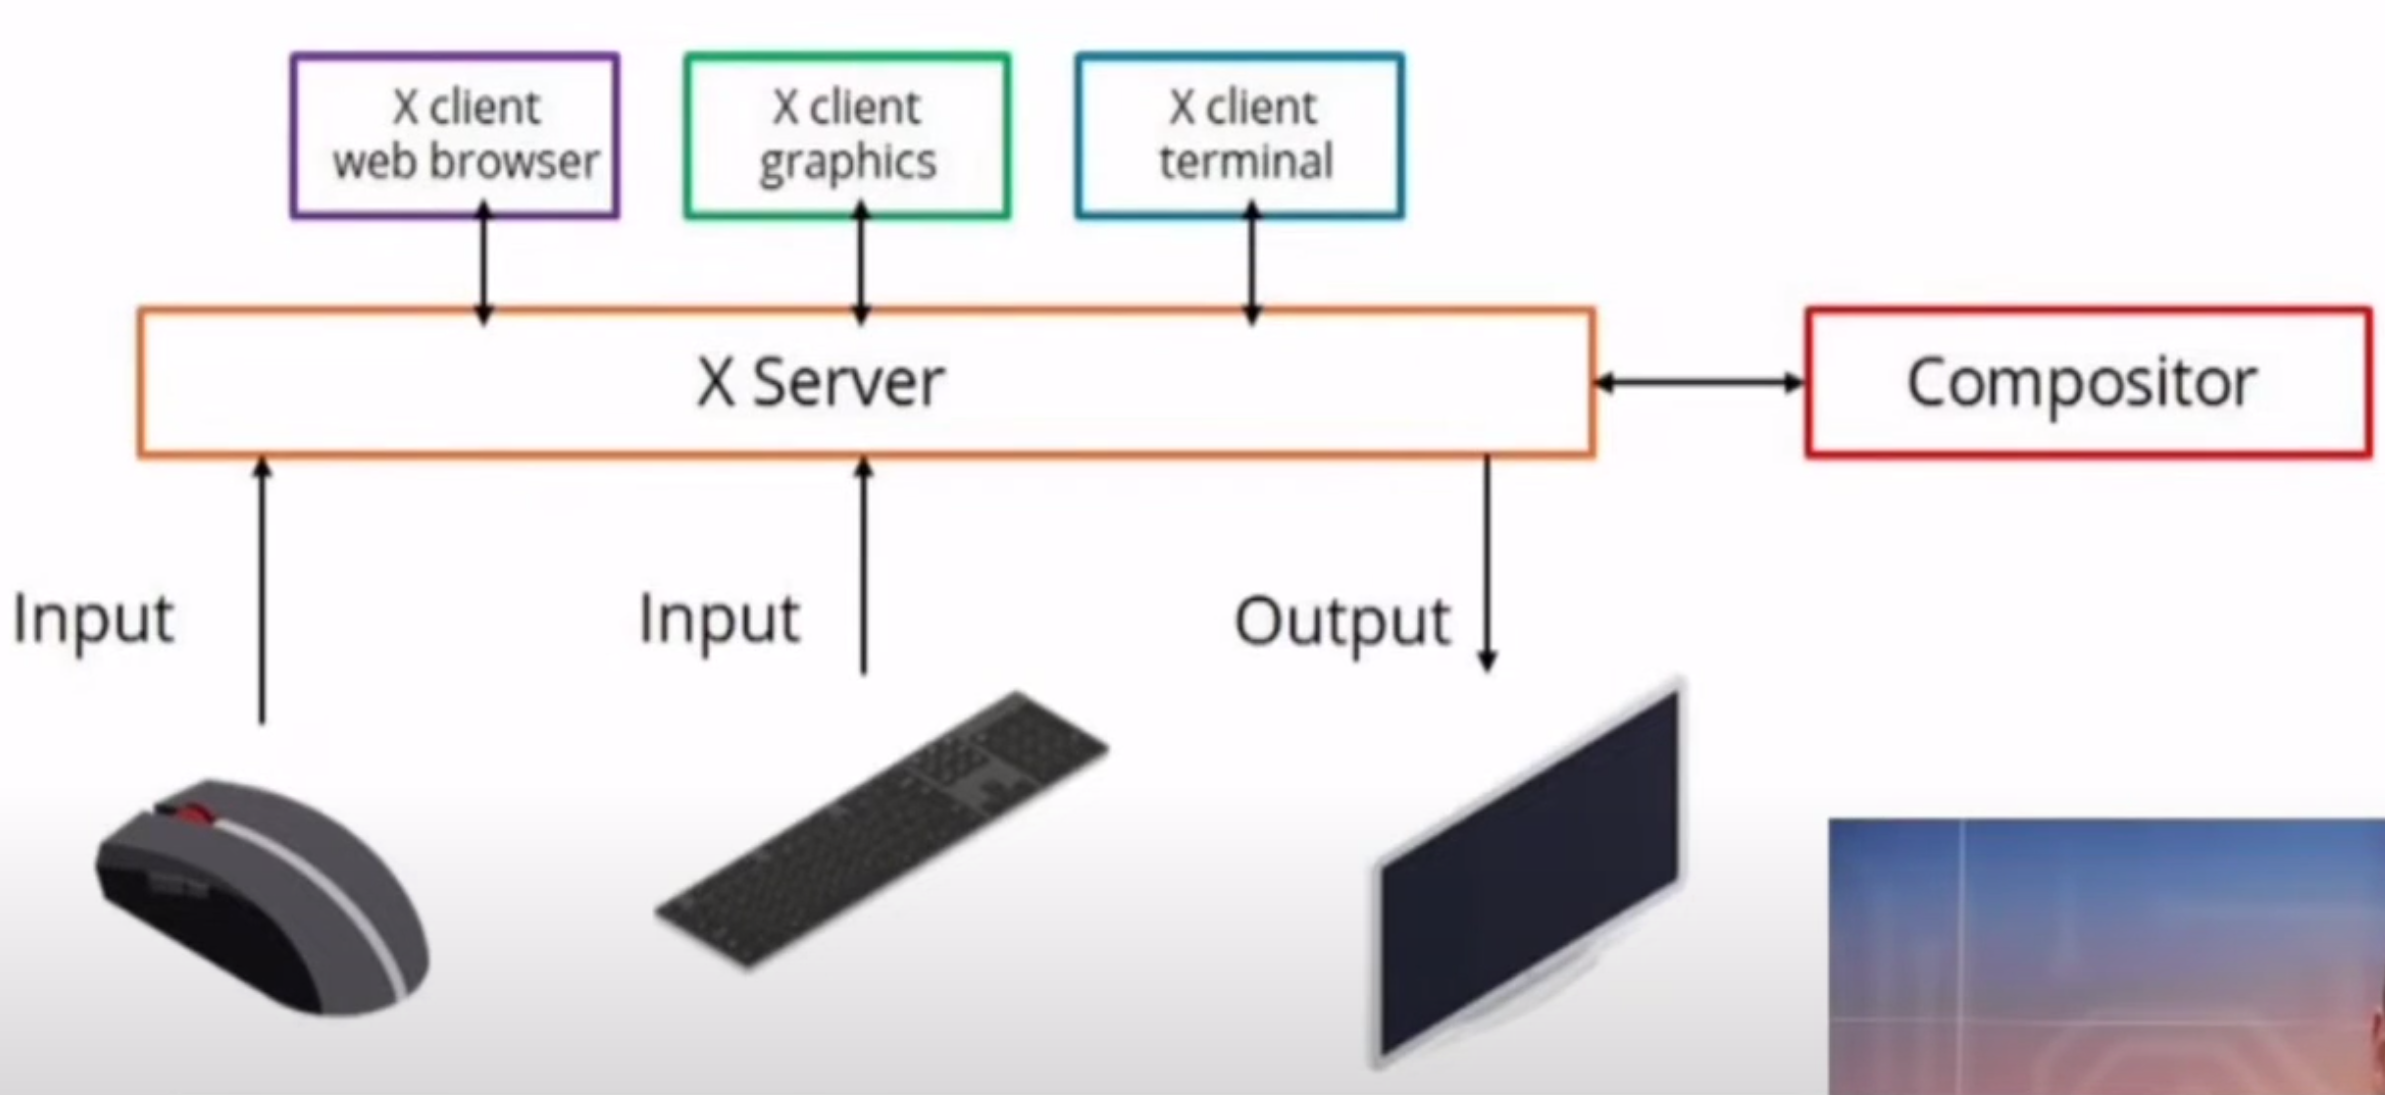 X client
web browser
X client
graphics
X client
terminal
X Server
Compositor
Input
Input
Output